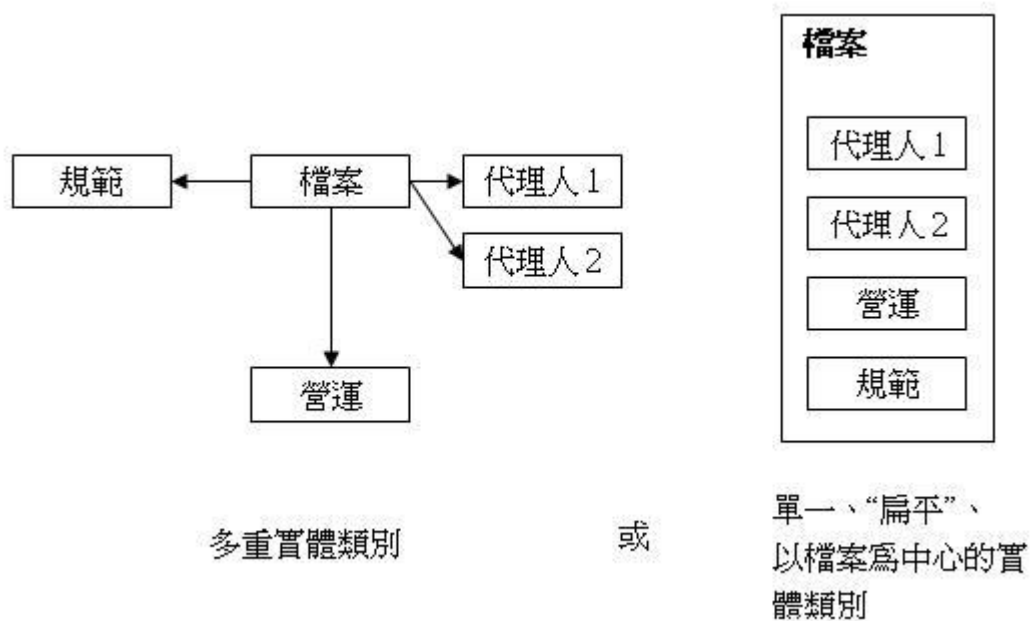 規範
檔案
代理人1
代理人2
營運
多重實體類別
或
檔案
代理人1
代理人2
營運
規範
單一、“扁平”、
以檔案為中心的實
體類別